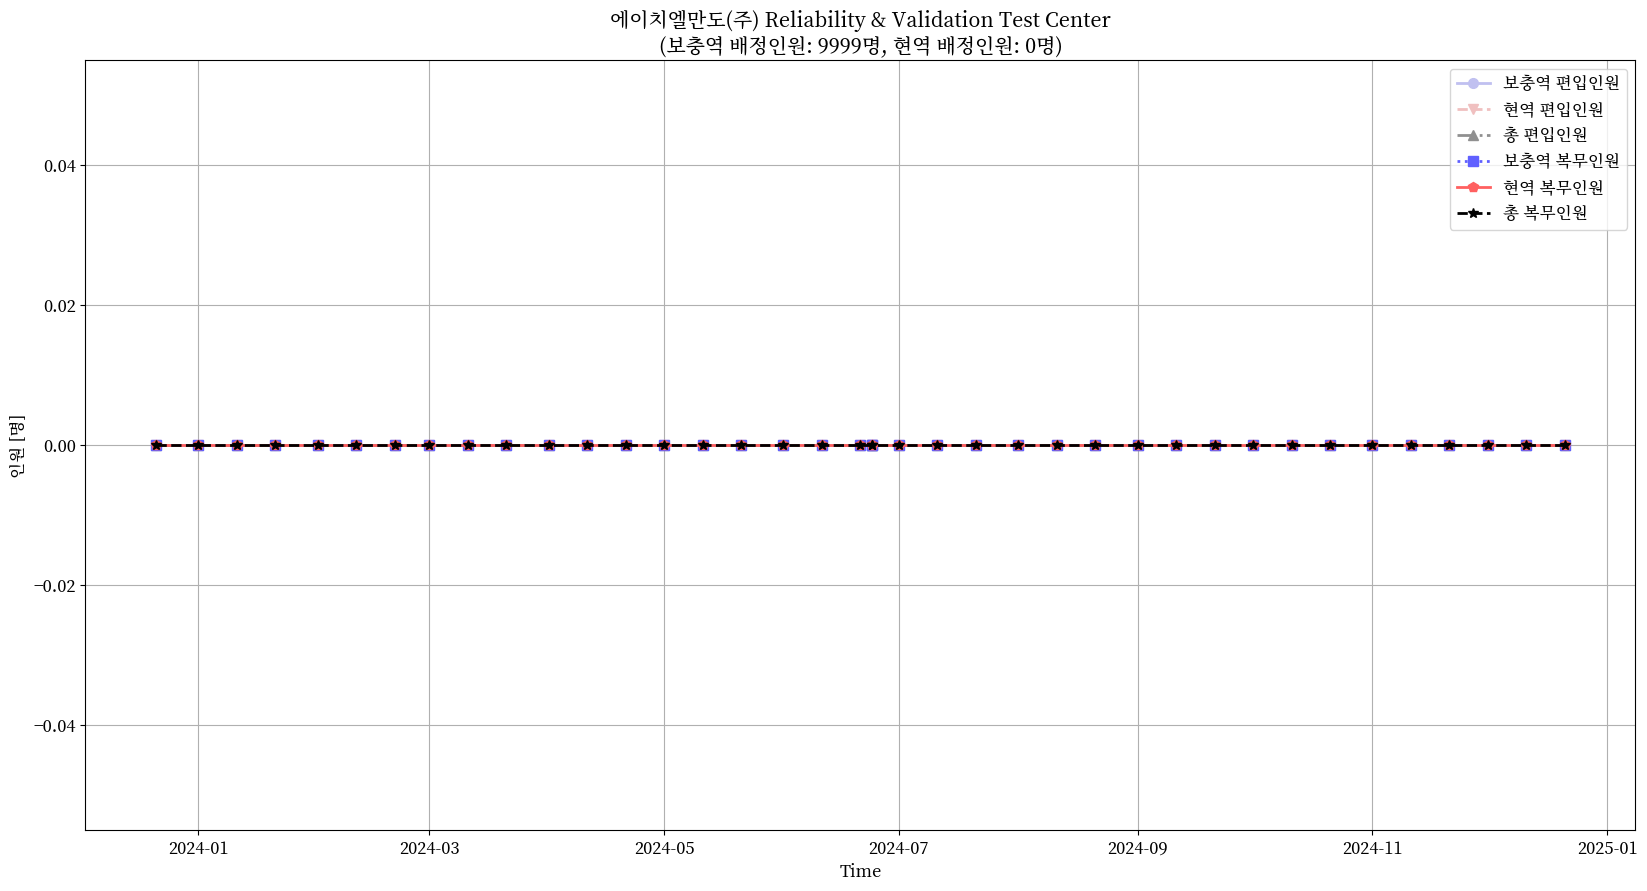 에이치엘만도(주) Reliability & Validation Test Center
(보충역 배정인원: 9999명, 현역 배정인원: 0명)
보충역 편입인원
현역 편입인원
총 편입인원
보충역 복무인원
현역 복무인원
총 복무인원
인원 [명]
0.04
0.02
0.00
−0.02
−0.04
2024-01
2024-03
2024-05
2024-07
2024-09
2024-11
2025-01
Time